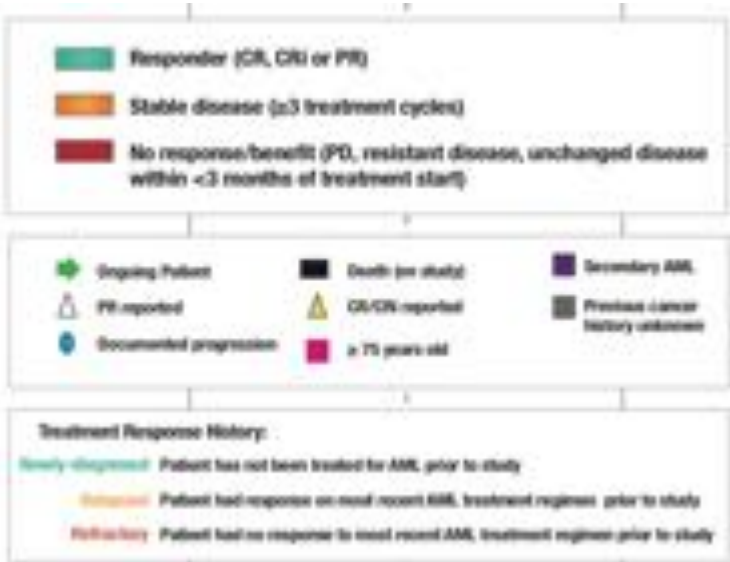 Responder (CR, CRi or PR)
Stable disease (≥3 treatment cycles)
No response/benefit (PD, resistant disease, unchanged disease
within <3 months of treatment start)
Ongoing Patient
Death (on study)
Secondary AML
PR reported
CR/CRi reported
Previous cancer
history unknown
Documented progression
≥ 75 years old
Treatment Response History:
Newly-diagnosed Patient has not been treated for AML prior to study
Relapsed Patient had response on most recent AML treatment regimen prior to study
Refractory Patient had no response to most recent AML treatment regimen prior to study